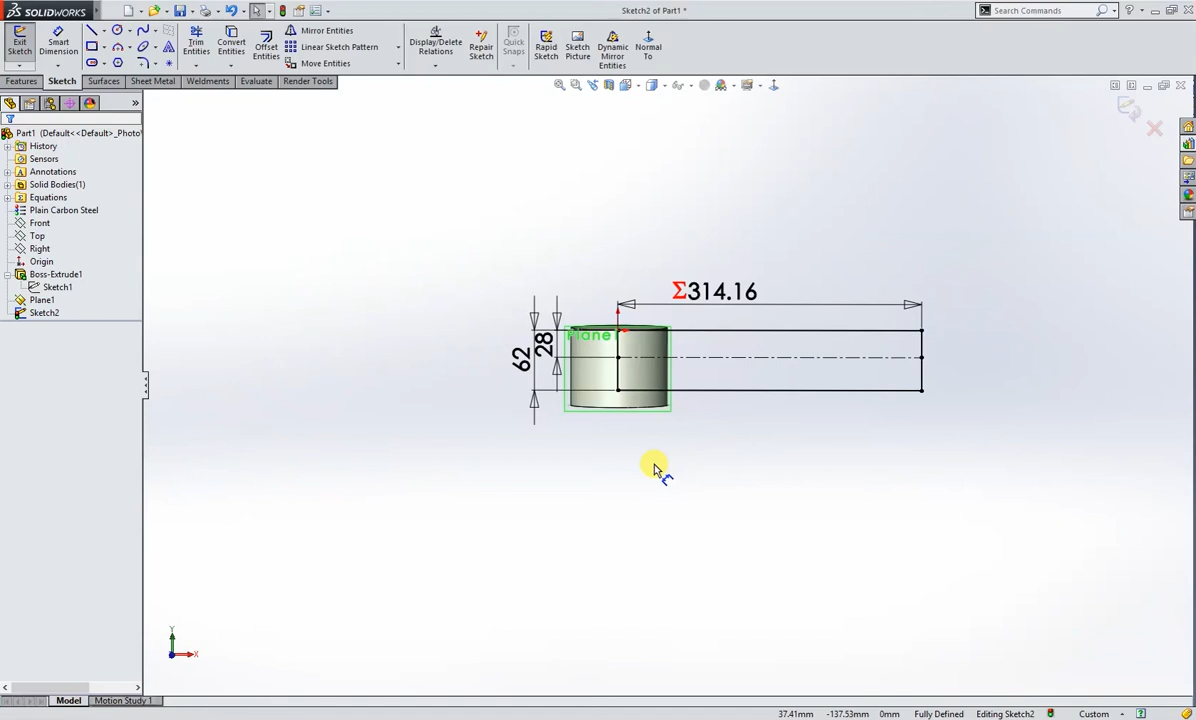 SOLIDWORKS
Sketch2 of Part1 *
Search Commands
Exit Sketch
Smart Dimension
Trim Entities
Convert Entities
Offset Entities
Mirror Entities
Linear Sketch Pattern
Move Entities
Display/Delete Relations
Repair Sketch
Quick Snaps
Rapid Sketch
Sketch Picture
Dynamic Mirror Entities
Normal To
Features
Sketch
Surfaces
Sheet Metal
Weldments
Evaluate
Render Tools
Part1 (Default<<Default>_Photo
History
Sensors
Annotations
Solid Bodies(1)
Equations
Plain Carbon Steel
Front
Top
Right
Origin
Boss-Extrude1
Sketch1
Plane1
Sketch2
Σ314.16
62
28
Plane1
Y
X
Model
Motion Study 1
37.41mm
-137.53mm
0mm
Fully Defined
Editing Sketch2
Custom